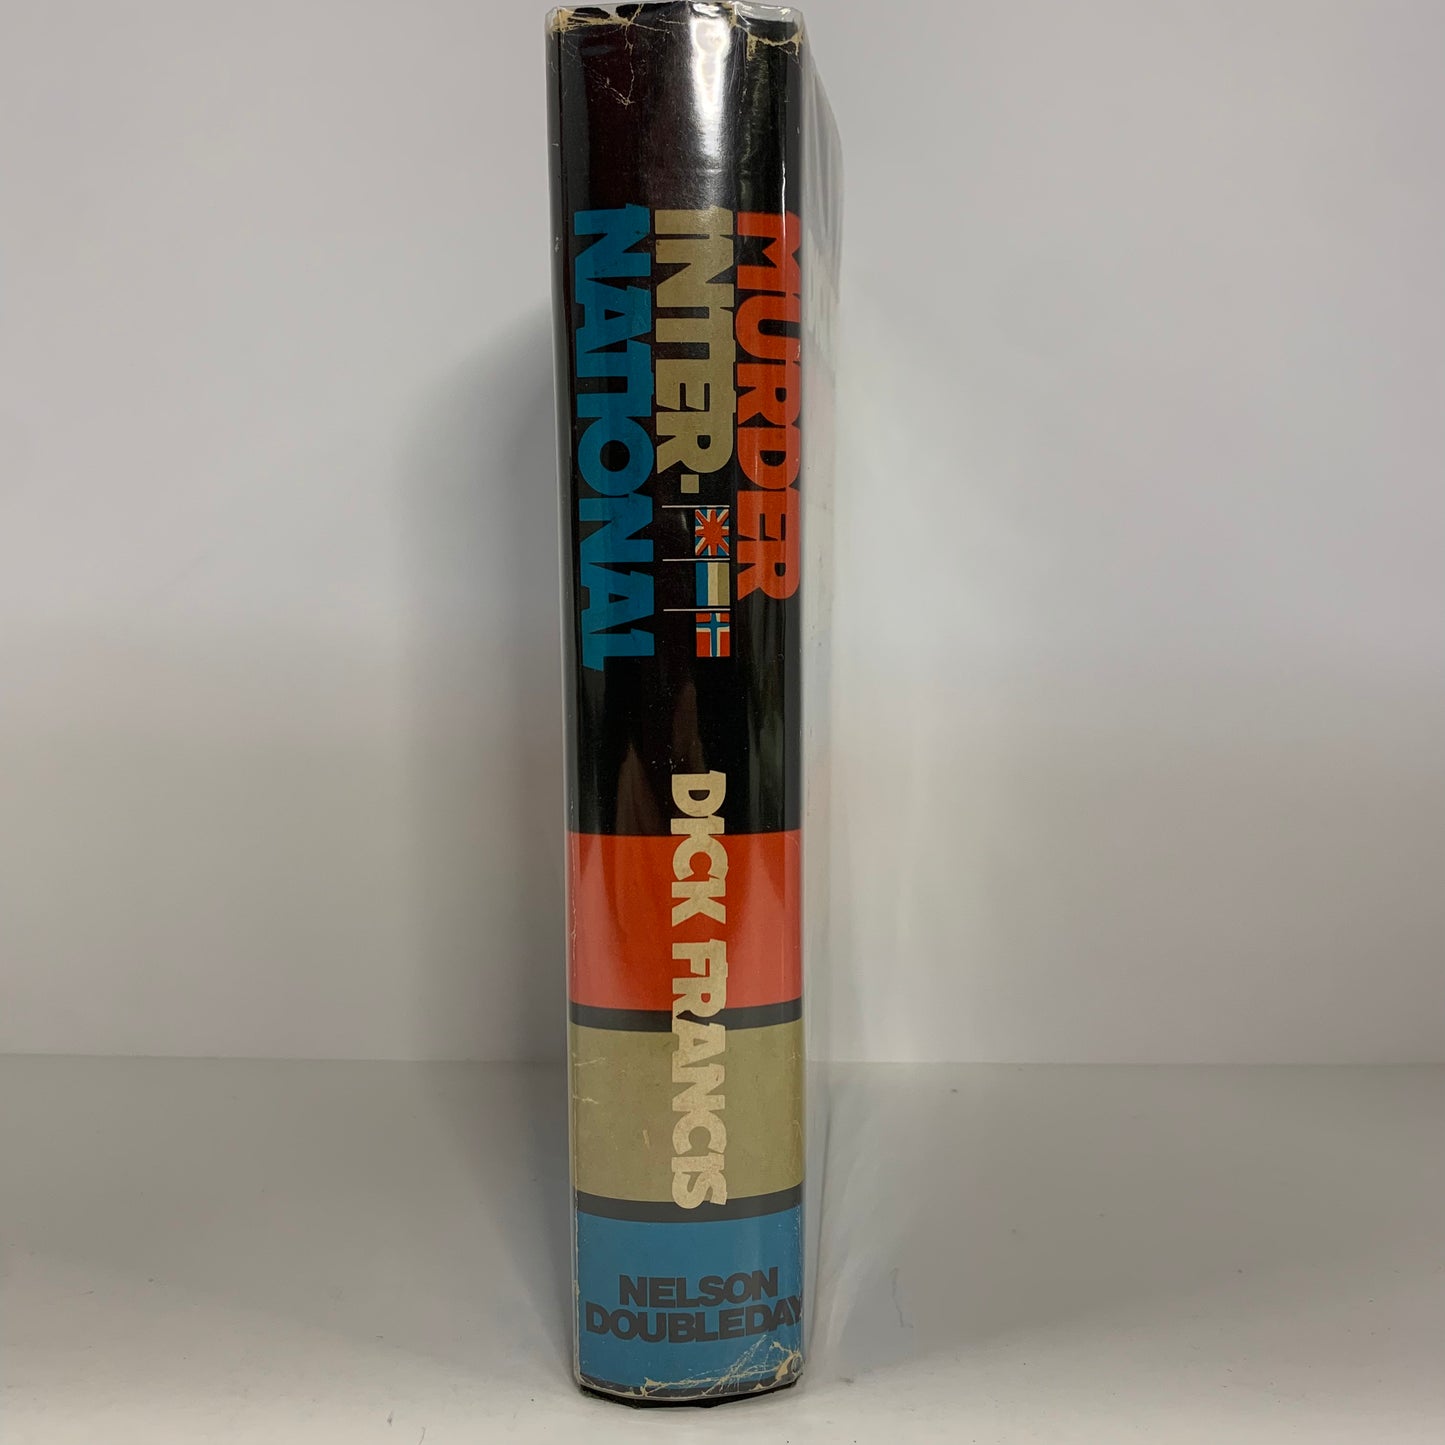 MURDER
INTER.
NATIONAL
DICK FRANCIS
NELSON
DOUBLEDAY